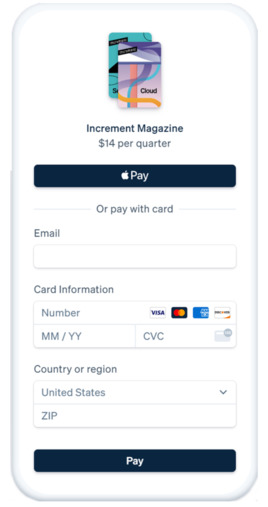 Cloud
Increment Magazine
$14 per quarter
Pay
Or pay with card
Email
Card Information
Number VISA
MM / YY CVC
Country or region
United States
ZIP
Pay